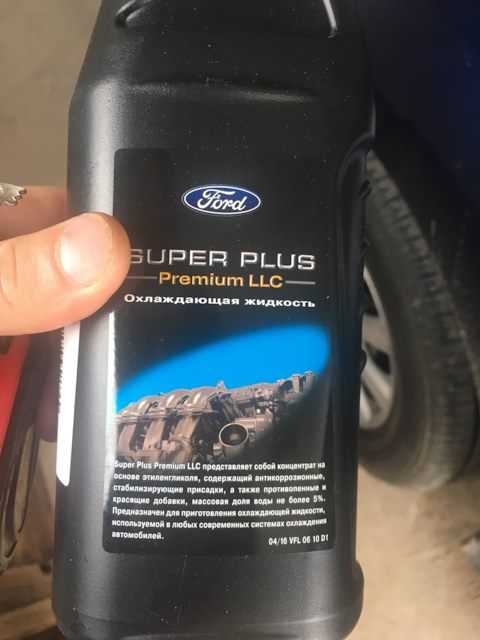 Ford
SUPER PLUS
Premium LLC
Охлаждающая жидкость
Super Plus Premium LLC представляет собой концентрат на
основе этиленгликоля, содержащий антикоррозионные,
стабилизирующие присадки, а также противопенные и
красящие добавки, массовая доля воды не более 5%.
Предназначен для приготовления охлаждающей жидкости,
используемой в любых современных системах охлаждения
автомобилей.
04/16 VFL 06 10 D1